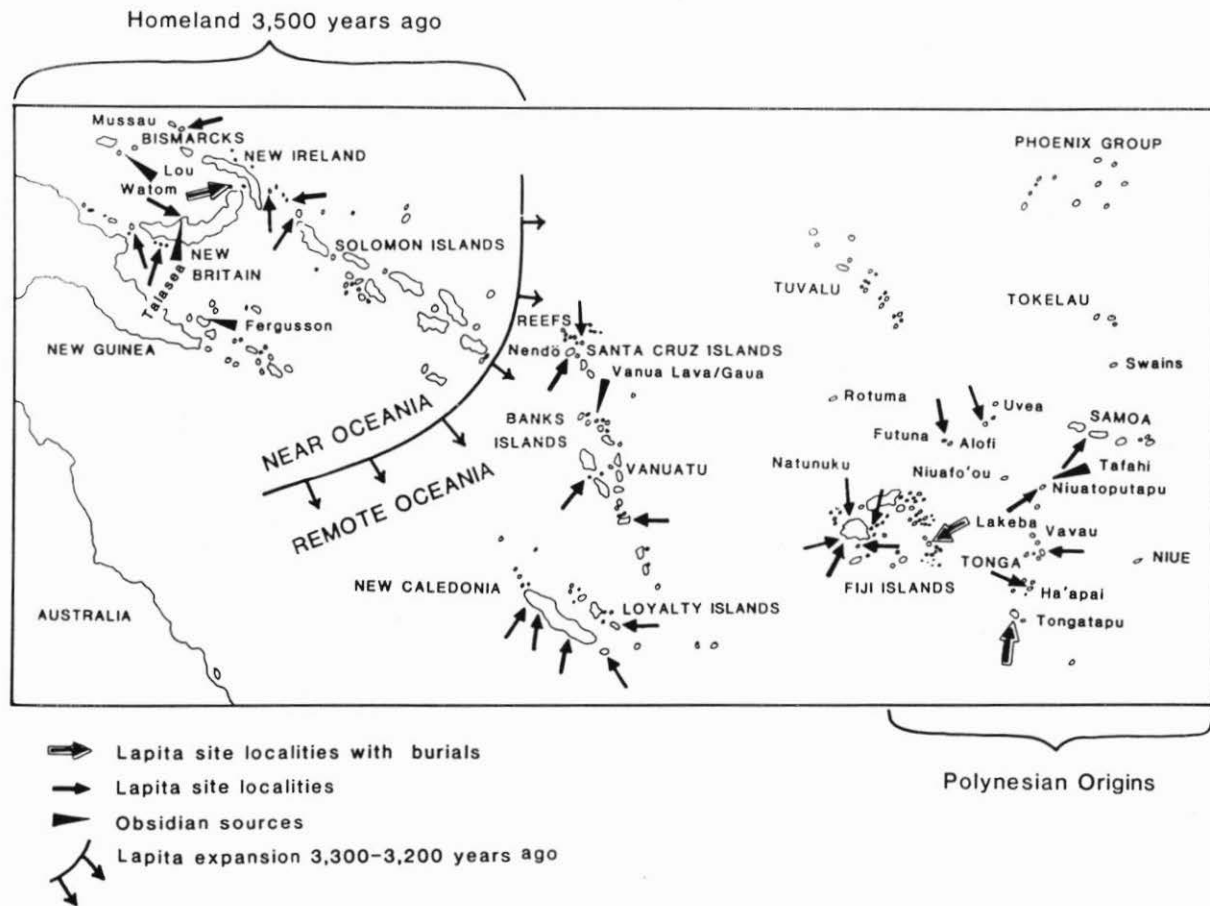 Homeland 3,500 years ago
Mussau
BISMARCKS
NEW IRELAND
Lou
Watom
NEW
BRITAIN
Talasea
SOLOMON ISLANDS
Fergusson
NEW GUINEA
NEAR OCEANIA
REMOTE OCEANIA
AUSTRALIA
REEFS
Nendö
SANTA CRUZ ISLANDS
Vanua Lava/Gaua
BANKS
ISLANDS
VANUATU
NEW CALEDONIA
LOYALTY ISLANDS
PHOENIX GROUP
TUVALU
TOKELAU
Swains
Rotuma
Uvea
SAMOA
Futuna
Alofi
Tafahi
Natunuku
Niuafo'ou
Niuatoputapu
Lakeba
Vavau
TONGA
NIUE
FIJI ISLANDS
Ha'apai
Tongatapu
Lapita site localities with burials
Lapita site localities
Obsidian sources
Lapita expansion 3,300–3,200 years ago
Polynesian Origins